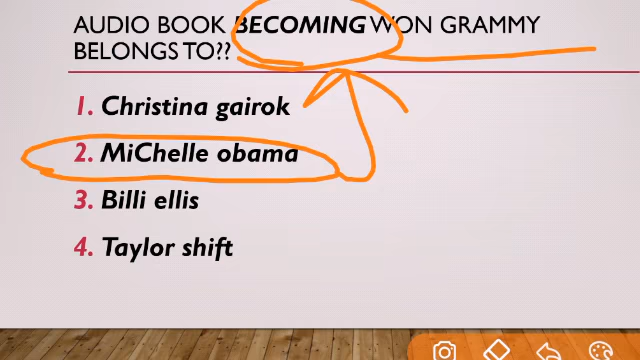 AUDIO BOOK BECOMING WON GRAMMY
BELONGS TO??
1. Christina gairok
2. MiChelle obama
3. Billi ellis
4. Taylor shift